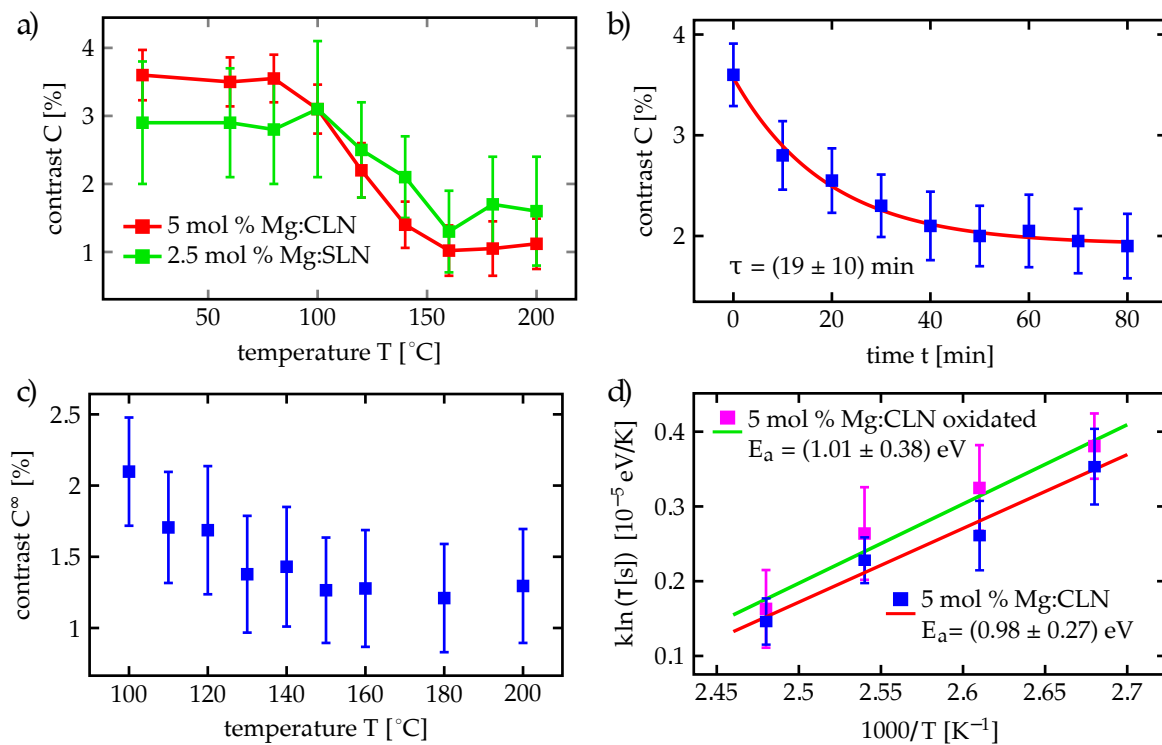 a)
contrast C [%]
4
3
2
1
5 mol % Mg:CLN
2.5 mol % Mg:SLN
50
100
150
200
temperature T [°C]
b)
contrast C [%]
4
3
2
τ = (19 ± 10) min
0
20
40
60
80
time t [min]
c)
contrast C∞ [%]
2.5
2
1.5
1
100
120
140
160
180
200
temperature T [°C]
d)
kln(τ[s]) [10⁻⁵ eV/K]
0.4
0.3
0.2
0.1
5 mol % Mg:CLN oxidated
Eₐ = (1.01 ± 0.38) eV
5 mol % Mg:CLN
Eₐ= (0.98 ± 0.27) eV
2.45
2.5
2.55
2.6
2.65
2.7
1000/T [K⁻¹]